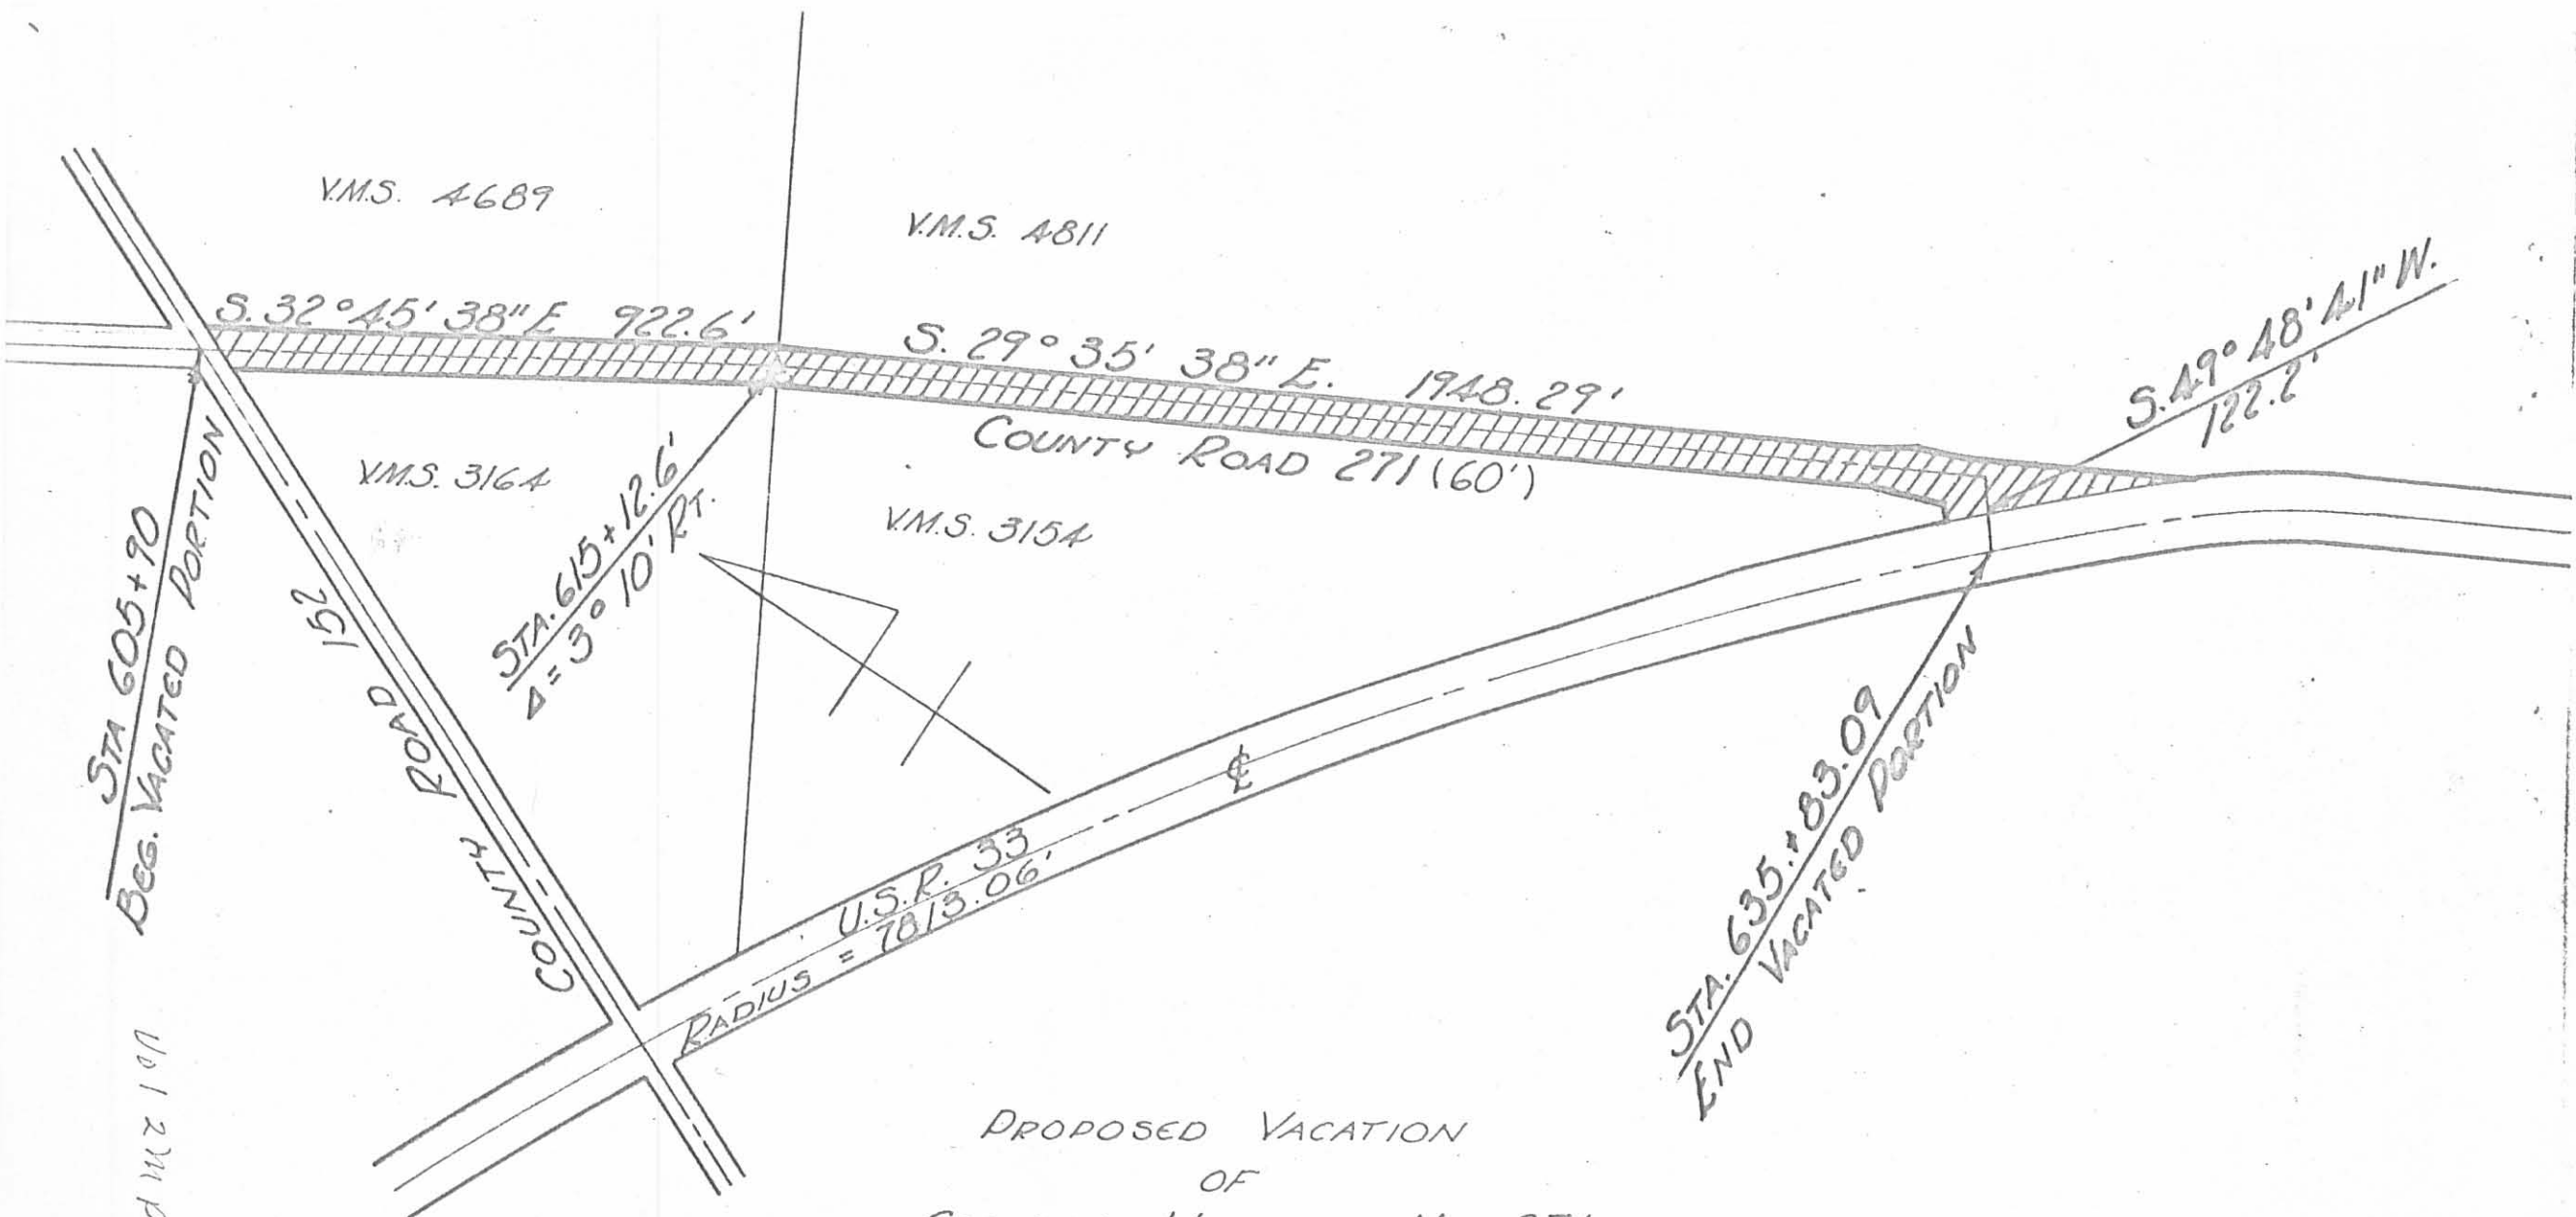 V.M.S. 4689
V.M.S. 4811
S. 32° 45' 38" E 922.6'
S. 29° 35' 38" E. 1948.29'
S. 49° 48' 41" W.
122.2'
COUNTY ROAD 271 (60')
V.M.S. 3164
V.M.S. 3154
STA 605+90
BEG. VACATED PORTION
STA. 615+12.6'
Δ = 3° 10' RT.
COUNTY ROAD 152
U.S.R. 33
RADIUS = 7813.06'
℄
STA. 635.+83.09
END VACATED PORTION
PROPOSED VACATION
OF